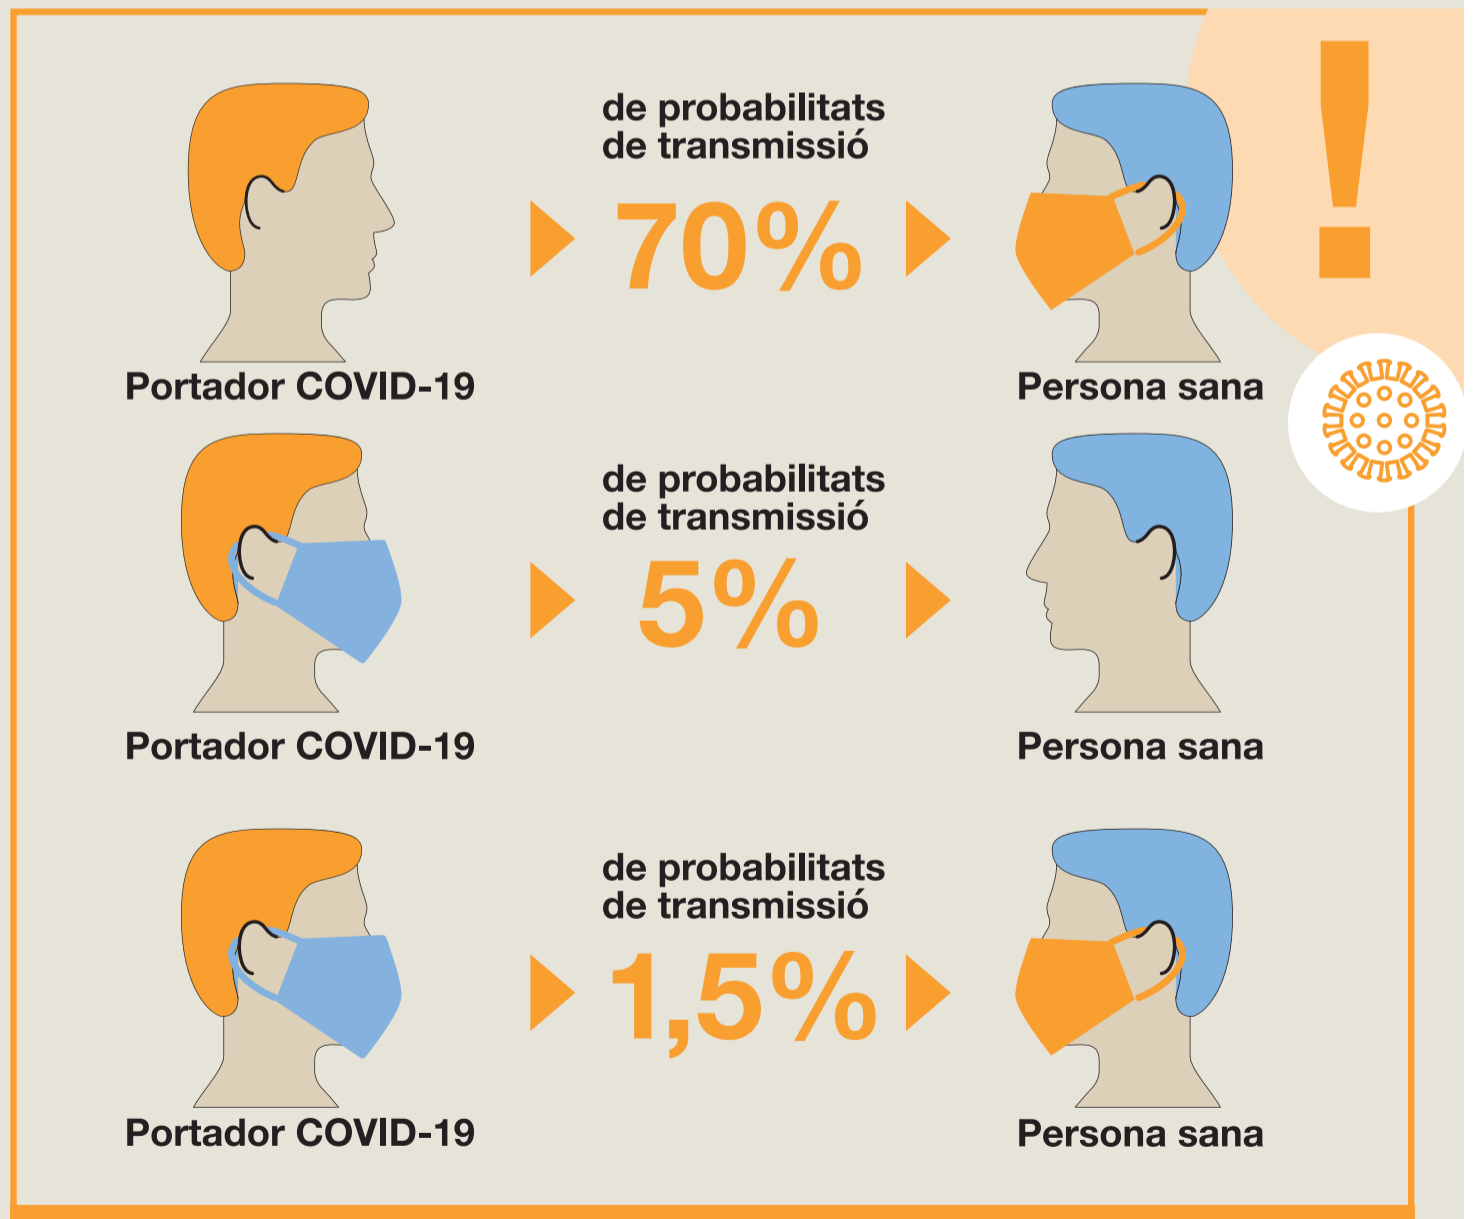 de probabilitats
de transmissió
70%
Portador COVID-19
Persona sana
de probabilitats
de transmissió
5%
Portador COVID-19
Persona sana
de probabilitats
de transmissió
1,5%
Portador COVID-19
Persona sana
!